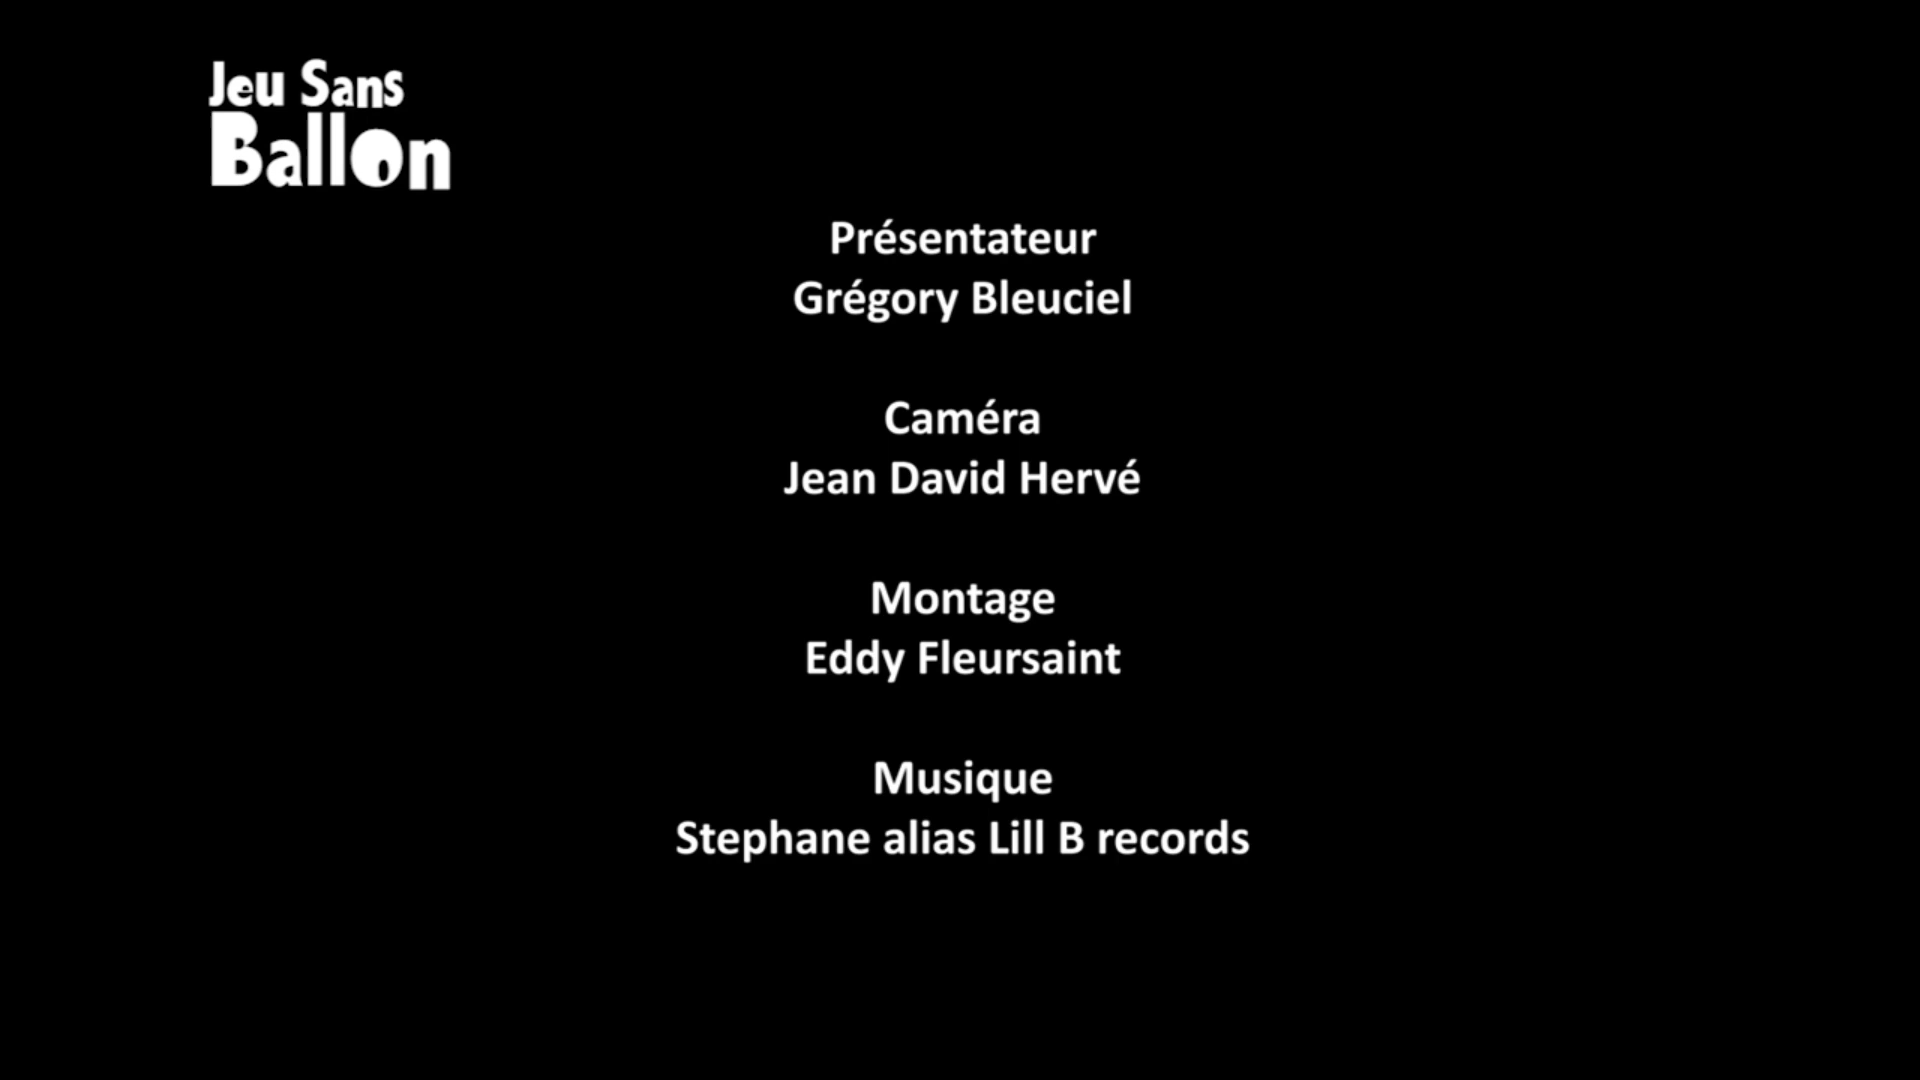 Jeu Sans
Ballon
Présentateur
Grégory Bleuciel
Caméra
Jean David Hervé
Montage
Eddy Fleursaint
Musique
Stephane alias Lill B records